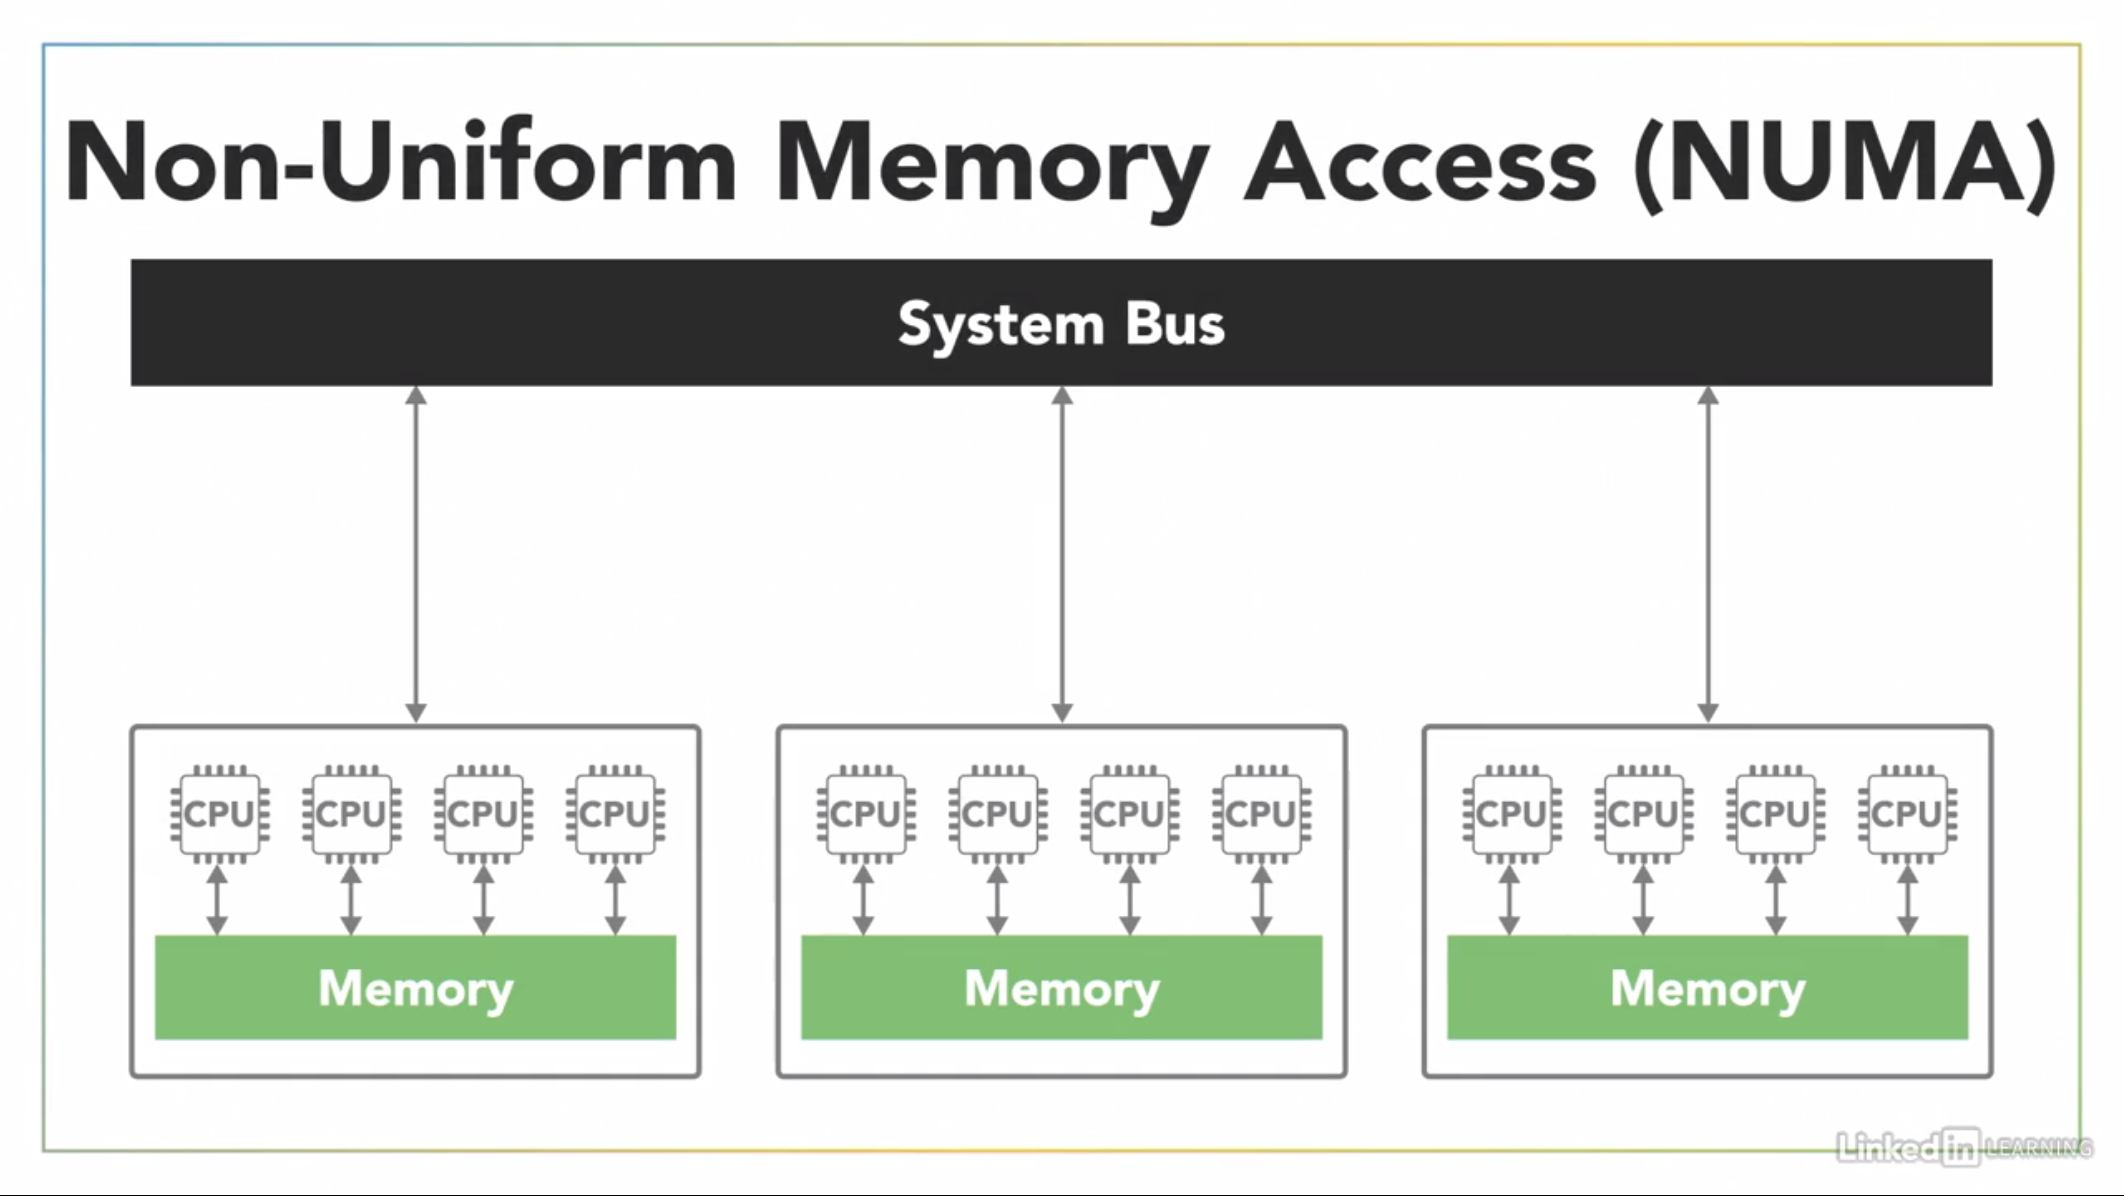 Non-Uniform Memory Access (NUMA)
System Bus
CPU CPU CPU CPU CPU CPU CPU CPU CPU CPU CPU CPU
Memory Memory Memory
Linked in LEARNING